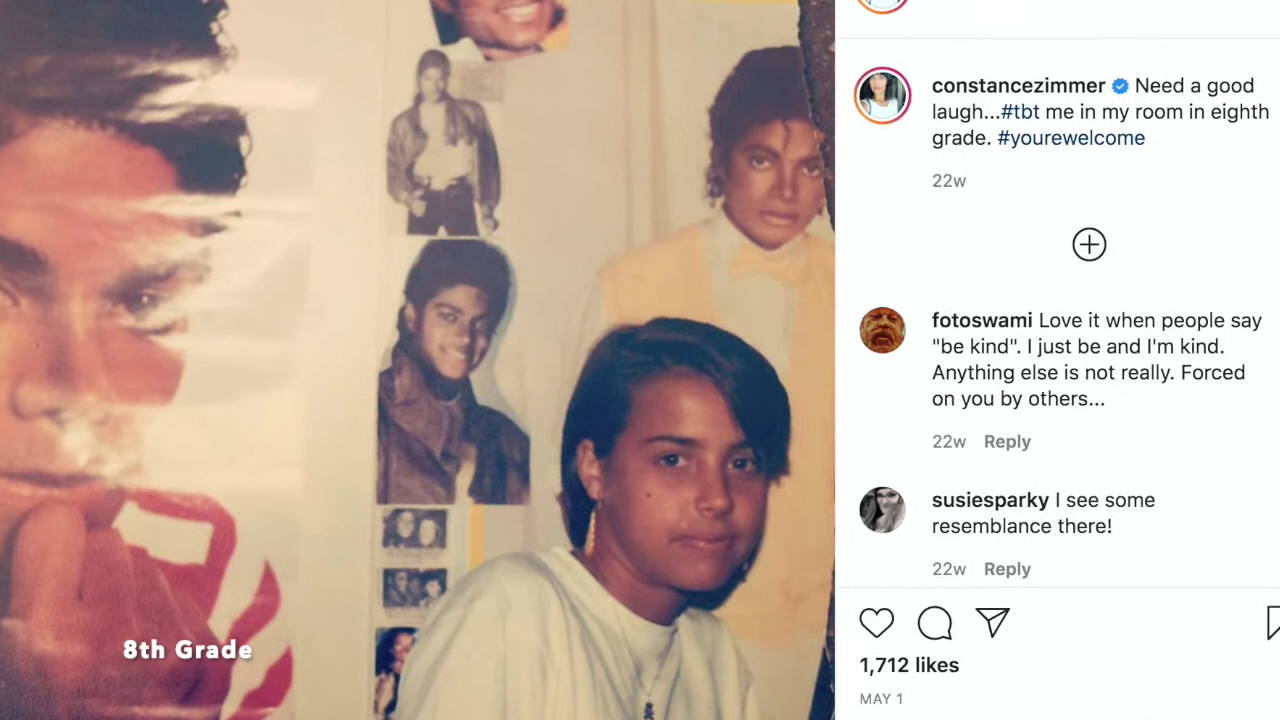 constancezimmer Need a good
laugh...#tbt me in my room in eighth
grade. #yourewelcome
22w
fotoswami Love it when people say
"be kind". I just be and I'm kind.
Anything else is not really. Forced
on you by others...
22w Reply
susiesparky I see some
resemblance there!
22w Reply
8th Grade
1,712 likes
MAY 1